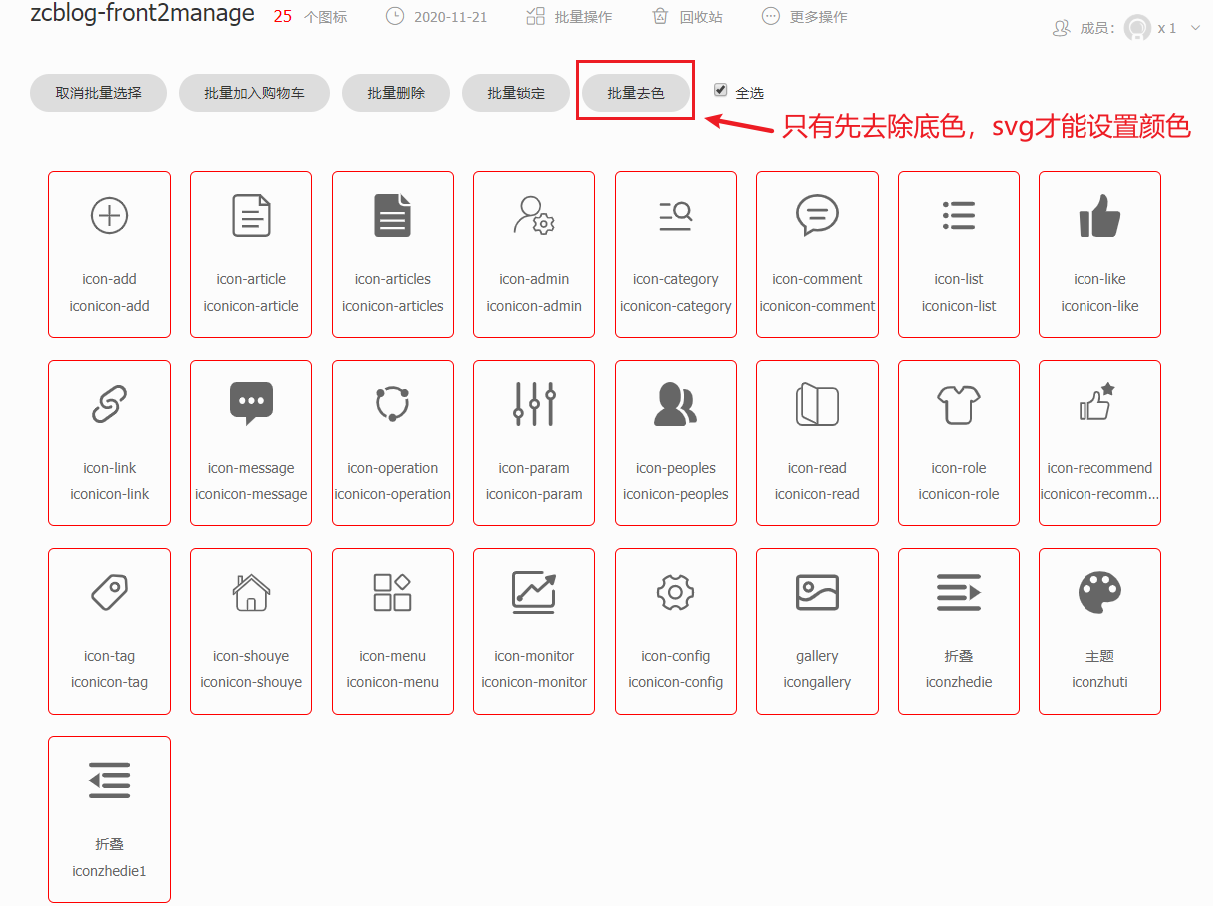 zcblog-front2manage 25 个图标 2020-11-21 批量操作 回收站 更多操作
成员： x 1
取消批量选择 批量加入购物车 批量删除 批量锁定 批量去色 全选
只有先去除底色，svg才能设置颜色
icon-add icon-article icon-articles icon-admin icon-category icon-comment icon-list icon-like
iconicon-add iconicon-article iconicon-articles iconicon-admin iconicon-category iconicon-comment iconicon-list iconicon-like
icon-link icon-message icon-operation icon-param icon-peoples icon-read icon-role icon-recommend
iconicon-link iconicon-message iconicon-operation iconicon-param iconicon-peoples iconicon-read iconicon-role iconicon-recomm...
icon-tag icon-shouye icon-menu icon-monitor icon-config gallery 折叠 主题
iconicon-tag iconicon-shouye iconicon-menu iconicon-monitor iconicon-config icongallery iconzhedie iconzhuti
折叠
iconzhedie1